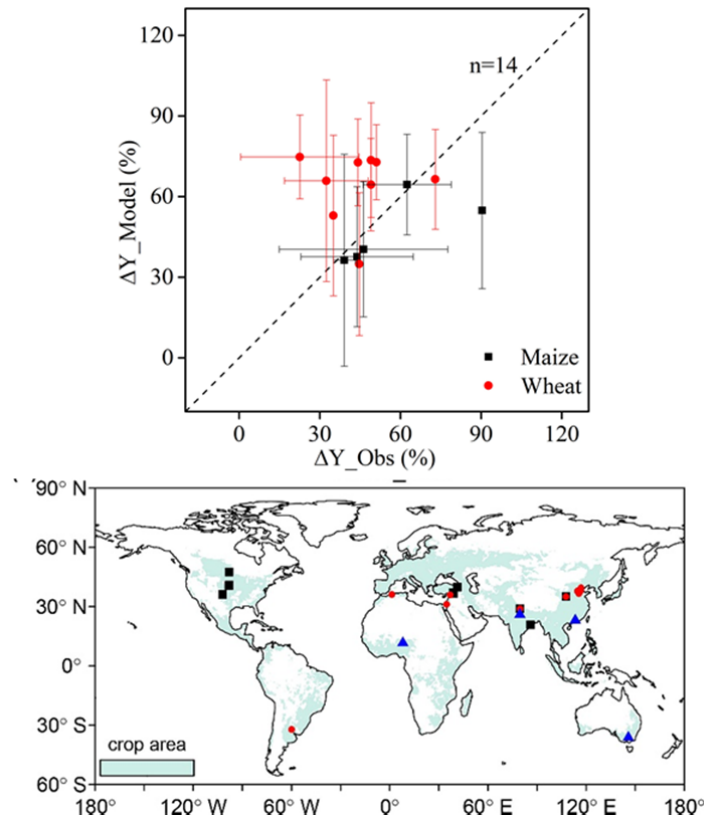 120
n=14
90
60
30
0
ΔY_Model (%)
Maize
Wheat
0 30 60 90 120
ΔY_Obs (%)
90° N
60° N
30° N
0°
30° S
60° S
crop area
180° 120° W 60° W 0° 60° E 120° E 180°